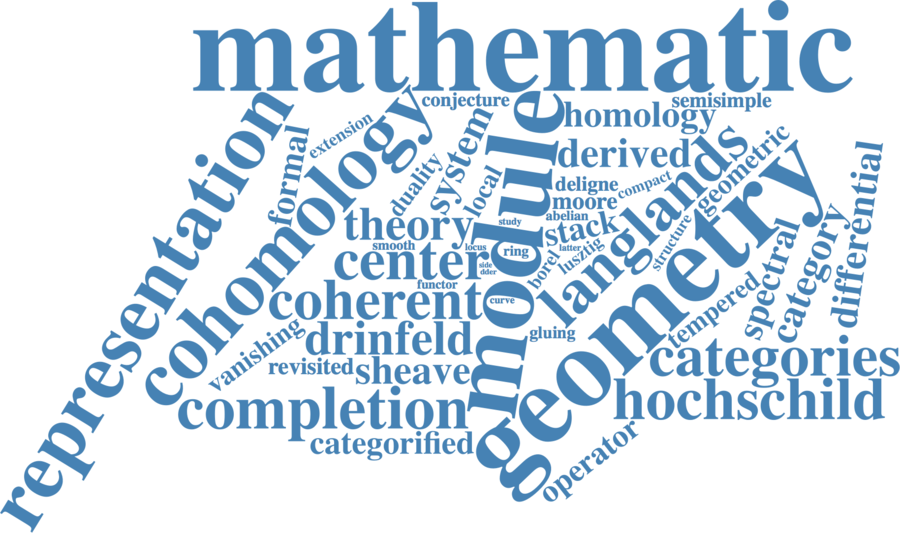 mathematic
conjecture
semisimple
representation
cohomology
module
homology
extension
formal
duality
system
local
derived
langlands
geometric
geometry
differential
deligne
compact
moore
abelian
study
theory
stack
structure
smooth
locus
ring
latter
lusztig
borel
center
side
dder
functor
spectral
category
coherent
curve
tempered
drinfeld
gluing
vanishing
revisited
sheave
categories
completion
hochschild
categorified
operator